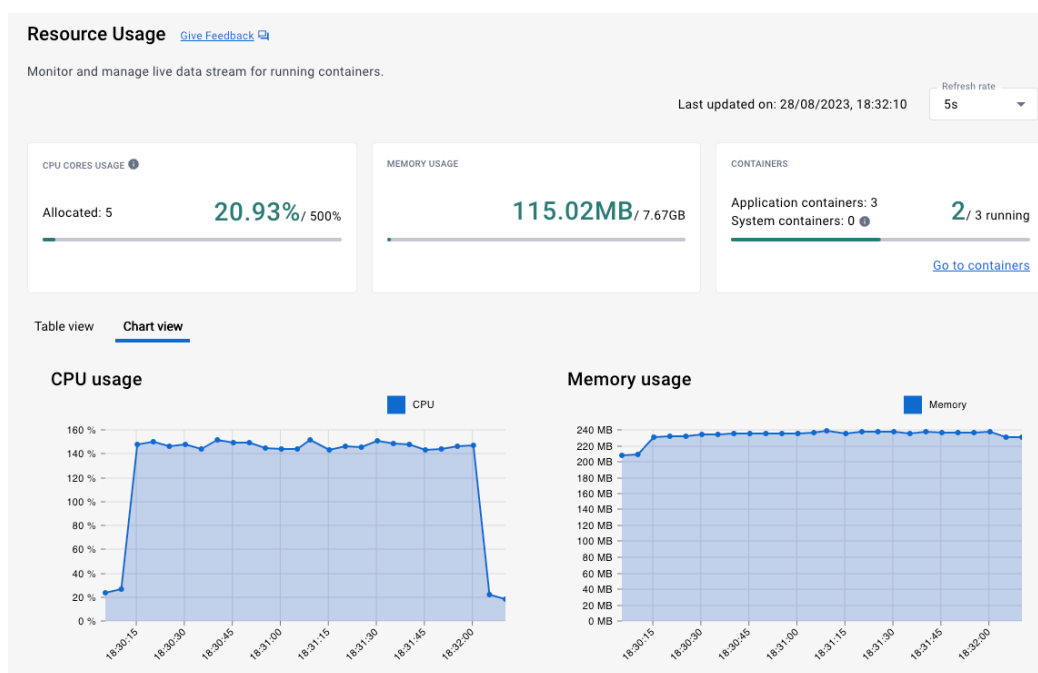 Resource Usage Give Feedback
Monitor and manage live data stream for running containers.
Refresh rate
Last updated on: 28/08/2023, 18:32:10 5s
CPU CORES USAGE
Allocated: 5 20.93%/ 500%
MEMORY USAGE
115.02MB/ 7.67GB
CONTAINERS
Application containers: 3
System containers: 0
2/ 3 running
Go to containers
Table view Chart view
CPU usage
CPU
160 %
140 %
120 %
100 %
80 %
60 %
40 %
20 %
0 %
18:30:15 18:30:30 18:30:45 18:31:00 18:31:15 18:31:30 18:31:45 18:32:00
Memory usage
Memory
240 MB
220 MB
200 MB
180 MB
160 MB
140 MB
120 MB
100 MB
80 MB
60 MB
40 MB
20 MB
0 MB
18:30:15 18:30:30 18:30:45 18:31:00 18:31:15 18:31:30 18:31:45 18:32:00